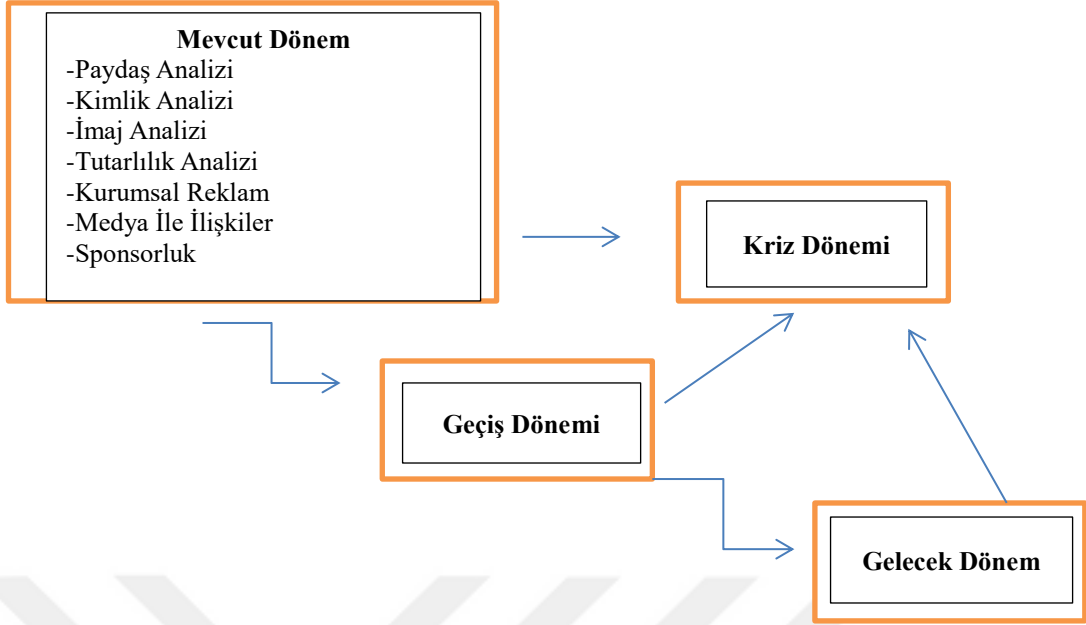 Mevcut Dönem
-Paydaş Analizi
-Kimlik Analizi
-İmaj Analizi
-Tutarlılık Analizi
-Kurumsal Reklam
-Medya İle İlişkiler
-Sponsorluk
Kriz Dönemi
Geçiş Dönemi
Gelecek Dönem